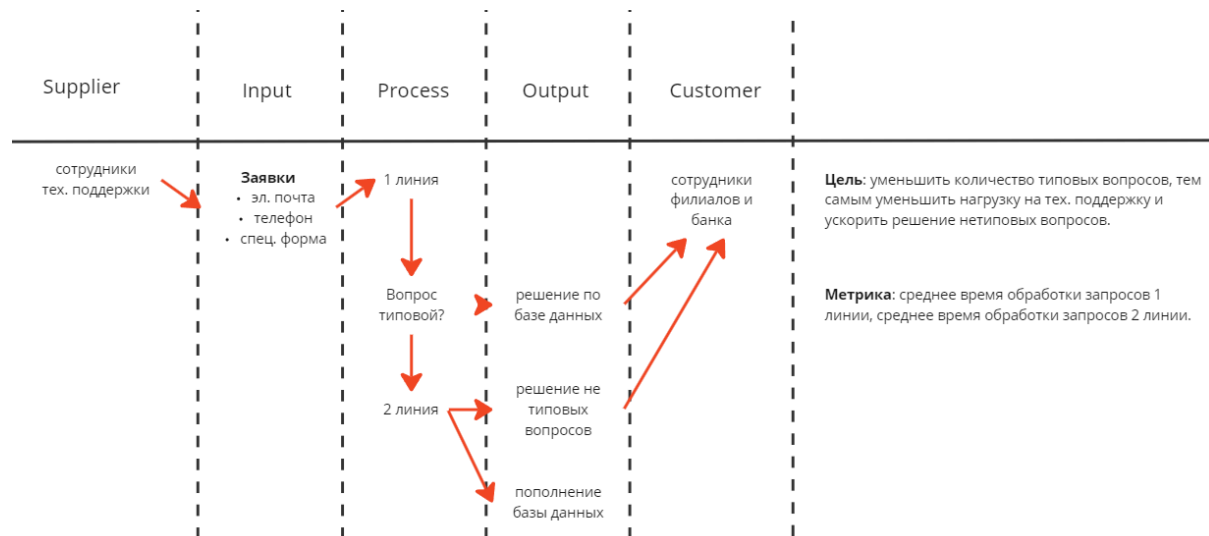 Supplier
Input
Process
Output
Customer
сотрудники
тех. поддержки
Заявки
• эл. почта
• телефон
• спец. форма
1 линия
Вопрос
типовой?
2 линия
решение по
базе данных
решение не
типовых
вопросов
пополнение
базы данных
сотрудники
филиалов и
банка
Цель: уменьшить количество типовых вопросов, тем
самым уменьшить нагрузку на тех. поддержку и
ускорить решение нетиповых вопросов.
Метрика: среднее время обработки запросов 1
линии, среднее время обработки запросов 2 линии.